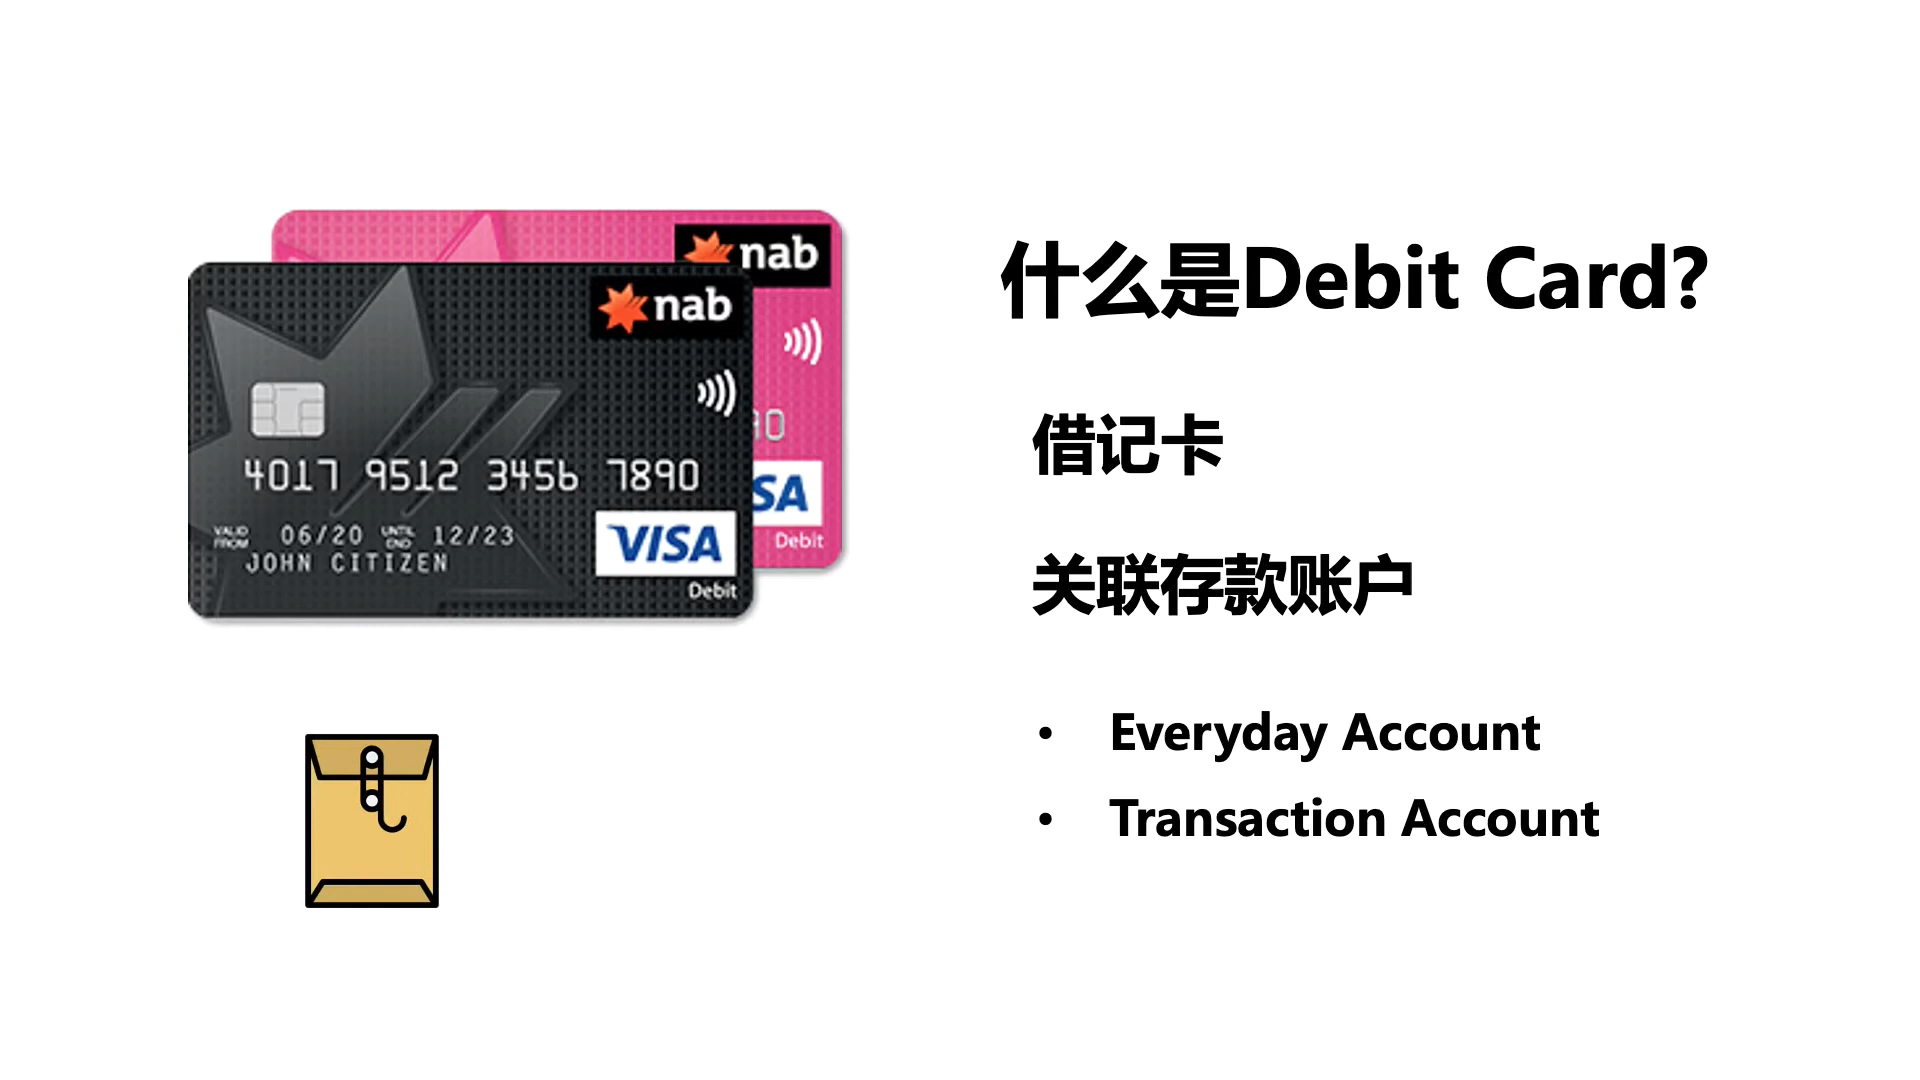 nab
nab
4017 9512 3456 7890
90
VALID FROM 06/20 UNTIL END 12/23
JOHN CITIZEN
VISA
Debit
SA
Debit
什么是Debit Card?
借记卡
关联存款账户
• Everyday Account
• Transaction Account